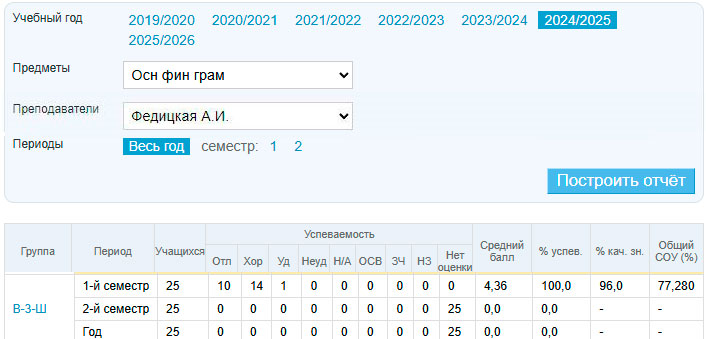 Учебный год 2019/2020 2020/2021 2021/2022 2022/2023 2023/2024 2024/2025
2025/2026
Предметы Осн фин грам
Преподаватели Федицкая А.И.
Периоды Весь год семестр: 1 2
Построить отчёт
Группа Период Учащихся Успеваемость Средний балл % успев. % кач. зн. Общий СОУ (%)
Отл Хор Уд Неуд Н/А ОСВ ЗЧ НЗ Нет оценки
В-3-Ш 1-й семестр 25 10 14 1 0 0 0 0 0 0 4,36 100,0 96,0 77,280
2-й семестр 25 0 0 0 0 0 0 0 0 25 0,0 0,0 - -
Год 25 0 0 0 0 0 0 0 0 25 0,0 0,0 - -